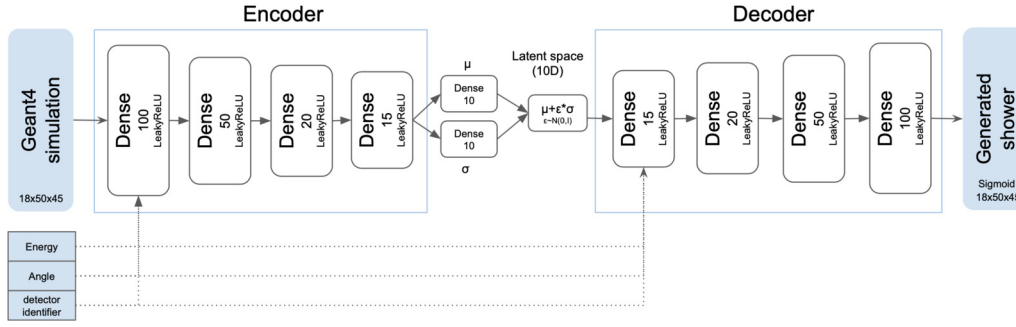 Encoder
Decoder
Geant4
simulation
18x50x45
Dense
100
LeakyReLU
Dense
50
LeakyReLU
Dense
20
LeakyReLU
Dense
15
LeakyReLU
μ
Dense
10
Dense
10
σ
Latent space
(10D)
μ+ε*σ
ε~N(0,I)
Dense
15
LeakyReLU
Dense
20
LeakyReLU
Dense
50
LeakyReLU
Dense
100
LeakyReLU
Generated
shower
Sigmoid
18x50x45
Energy
Angle
detector
identifier